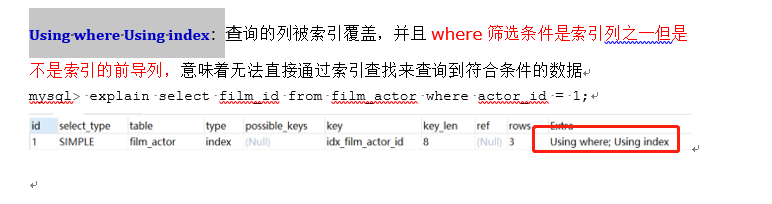 Using where Using index：查询的列被索引覆盖，并且 where 筛选条件是索引列之一但是
不是索引的前导列，意味着无法直接通过索引查找来查询到符合条件的数据
mysql> explain select film_id from film_actor where actor_id = 1;
id select_type table type possible_keys key key_len ref rows Extra
1 SIMPLE film_actor index (Null) idx_film_actor_id 8 (Null) 3 Using where; Using index